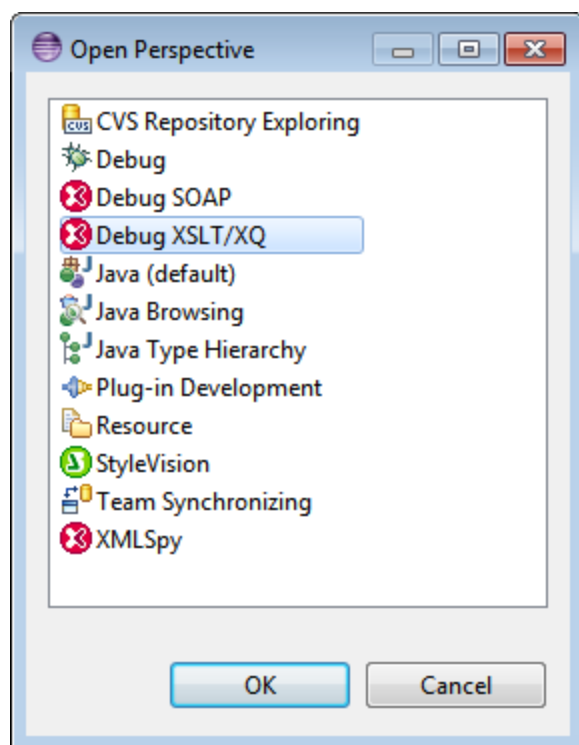 Open Perspective
CVS CVS Repository Exploring
Debug
Debug SOAP
Debug XSLT/XQ
Java (default)
Java Browsing
Java Type Hierarchy
Plug-in Development
Resource
StyleVision
Team Synchronizing
XMLSpy
OK Cancel